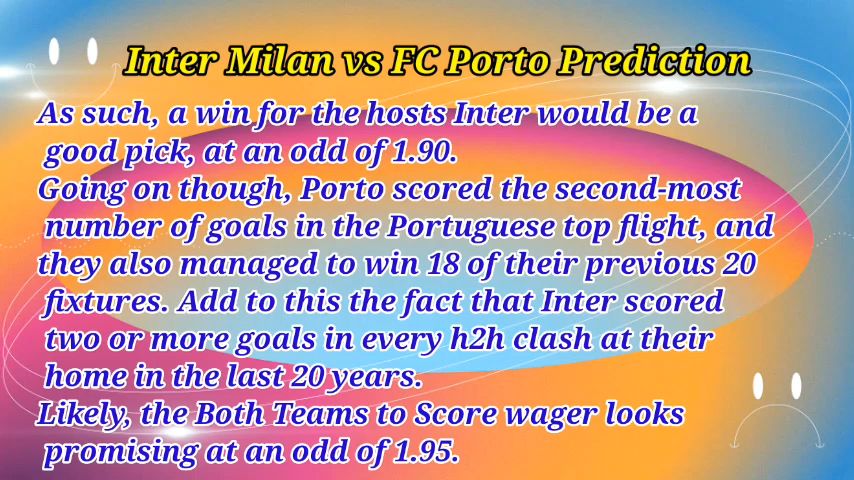 Inter Milan vs FC Porto Prediction
As such, a win for the hosts Inter would be a
good pick, at an odd of 1.90.
Going on though, Porto scored the second-most
number of goals in the Portuguese top flight, and
they also managed to win 18 of their previous 20
fixtures. Add to this the fact that Inter scored
two or more goals in every h2h clash at their
home in the last 20 years.
Likely, the Both Teams to Score wager looks
promising at an odd of 1.95.